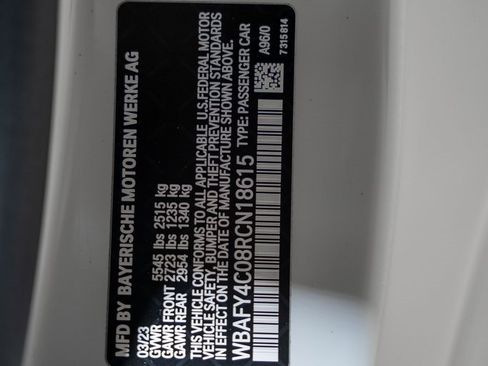 MFD BY BAYERISCHE MOTOREN WERKE AG
03/23
GVWR 5545 lbs 2515 kg
GAWR FRONT 2723 lbs 1235 kg
GAWR REAR 2954 lbs 1340 kg
THIS VEHICLE CONFORMS TO ALL APPLICABLE U.S.FEDERAL MOTOR
VEHICLE SAFETY, BUMPER AND THEFT PREVENTION STANDARDS
IN EFFECT ON THE DATE OF MANUFACTURE SHOWN ABOVE.
WBAFY4C08RCN18615 TYPE: PASSENGER CAR
A96/0
7315814